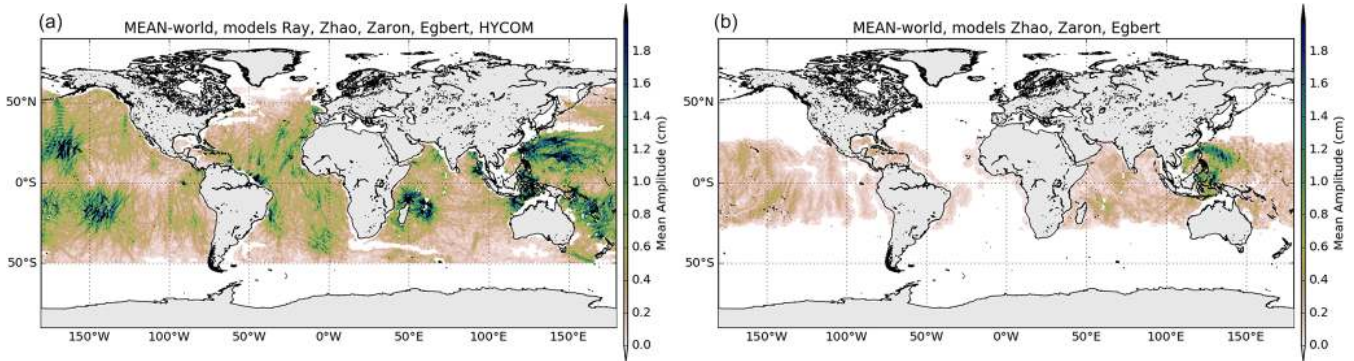 (a)
MEAN-world, models Ray, Zhao, Zaron, Egbert, HYCOM
50°N
0°S
50°S
150°W
100°W
50°W
0°W
50°E
100°E
150°E
1.8
1.6
1.4
1.2
1.0
0.8
0.6
0.4
0.2
0.0
Mean Amplitude (cm)
(b)
MEAN-world, models Zhao, Zaron, Egbert
50°N
0°S
50°S
150°W
100°W
50°W
0°W
50°E
100°E
150°E
1.8
1.6
1.4
1.2
1.0
0.8
0.6
0.4
0.2
0.0
Mean Amplitude (cm)